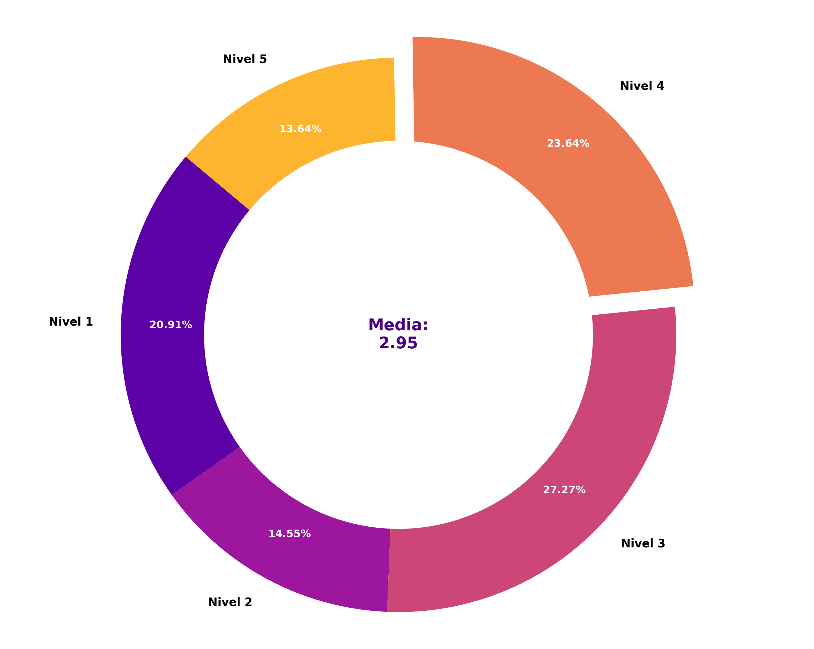 Nivel 5
Nivel 4
13.64%
23.64%
Nivel 1
20.91%
Media:
2.95
27.27%
14.55%
Nivel 3
Nivel 2